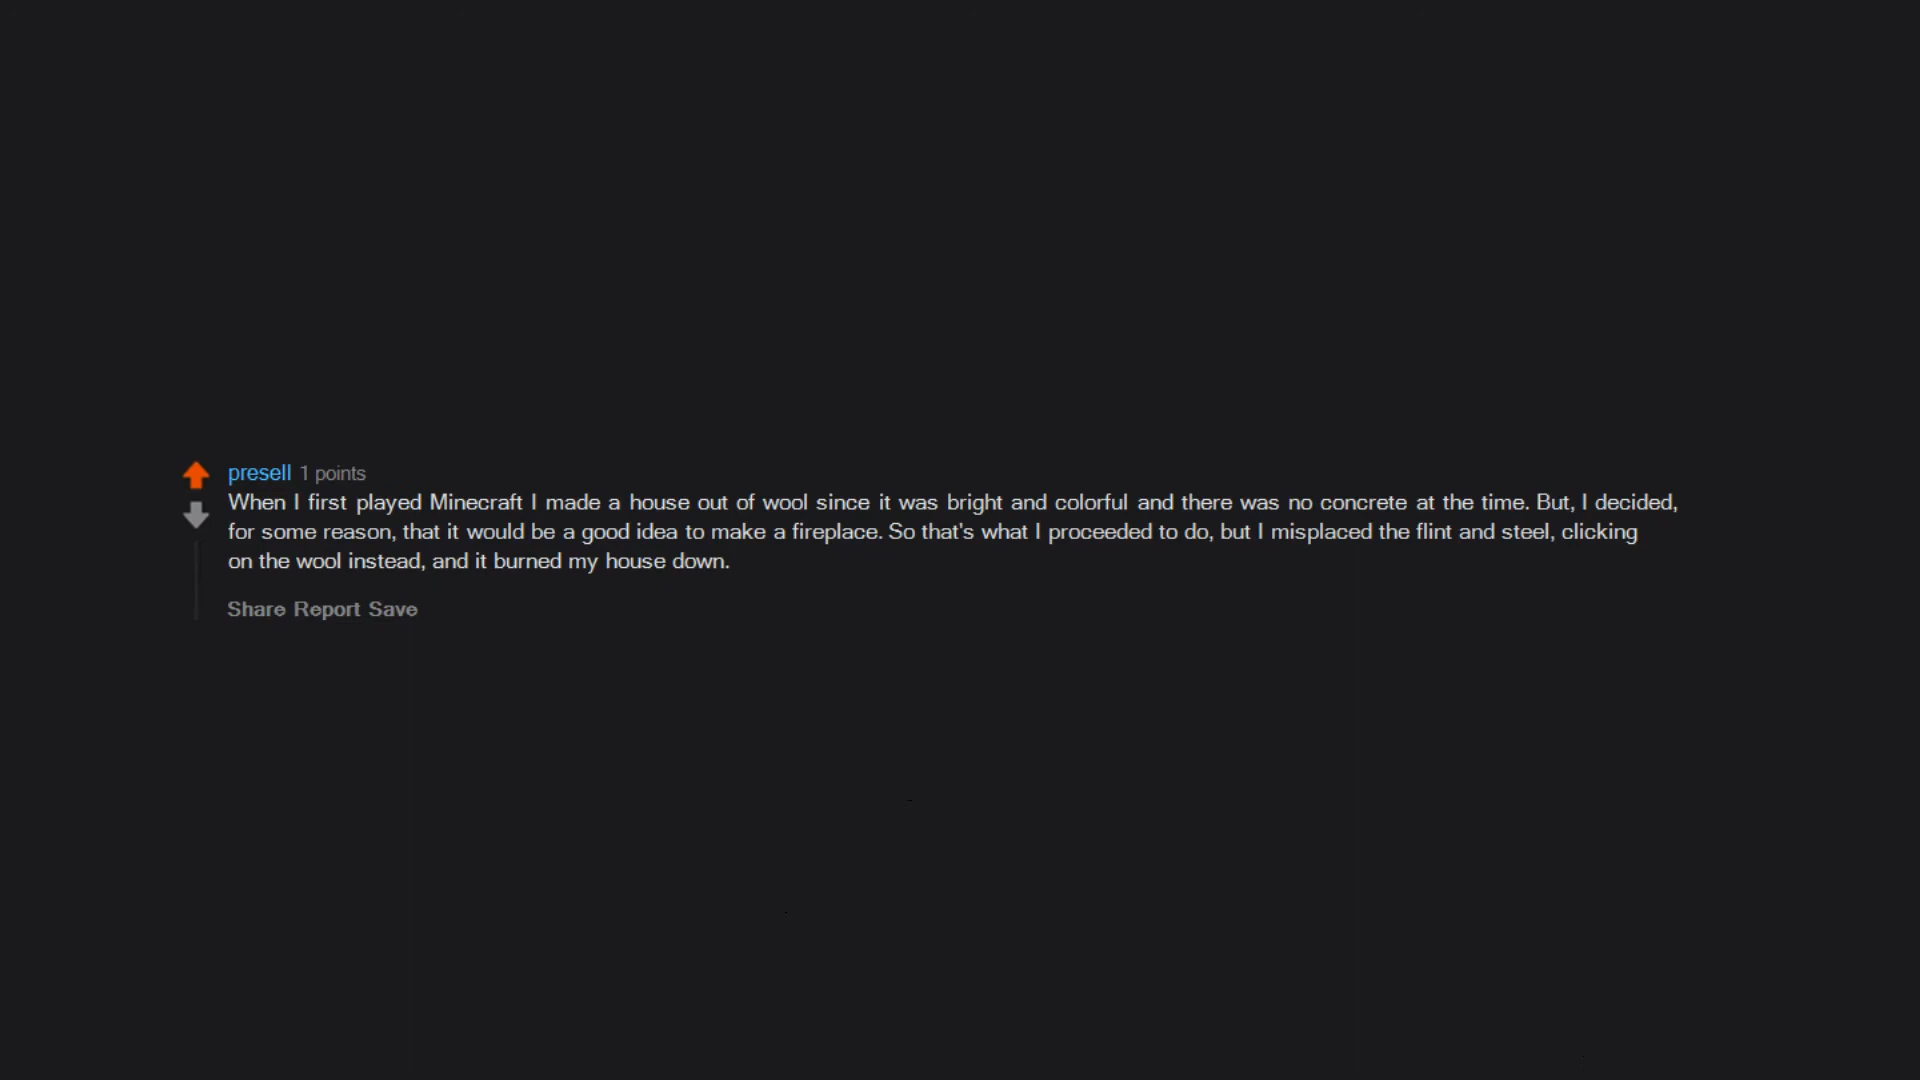 presell 1 points
When I first played Minecraft I made a house out of wool since it was bright and colorful and there was no concrete at the time. But, I decided,
for some reason, that it would be a good idea to make a fireplace. So that's what I proceeded to do, but I misplaced the flint and steel, clicking
on the wool instead, and it burned my house down.
Share Report Save